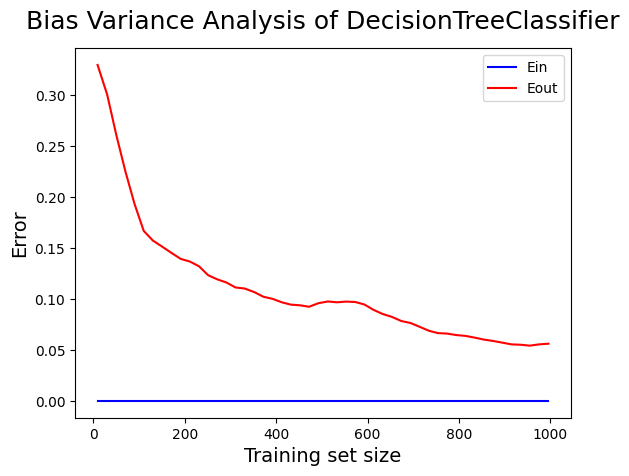 Bias Variance Analysis of DecisionTreeClassifier
Ein
Eout
Error
0.30
0.25
0.20
0.15
0.10
0.05
0.00
0
200
400
600
800
1000
Training set size